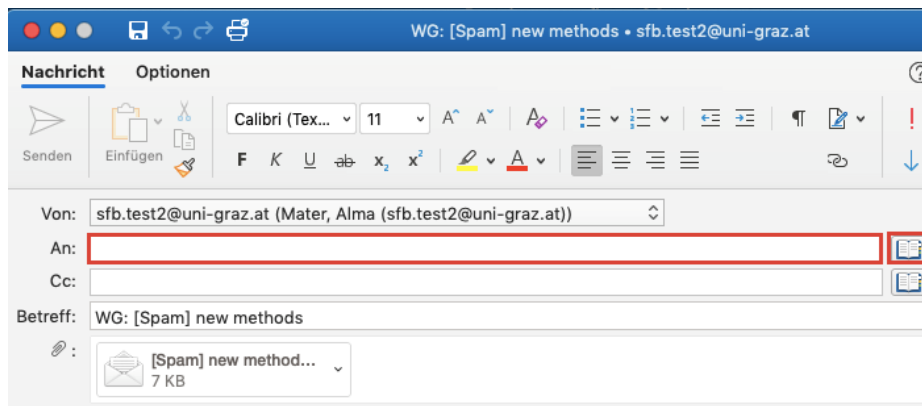 WG: [Spam] new methods • sfb.test2@uni-graz.at
Nachricht Optionen
Senden
Einfügen
Calibri (Tex... 11 A^ Aˇ A
F K U ab x₂ x² A
Von: sfb.test2@uni-graz.at (Mater, Alma (sfb.test2@uni-graz.at))
An:
Cc:
Betreff: WG: [Spam] new methods
[Spam] new method...
7 KB